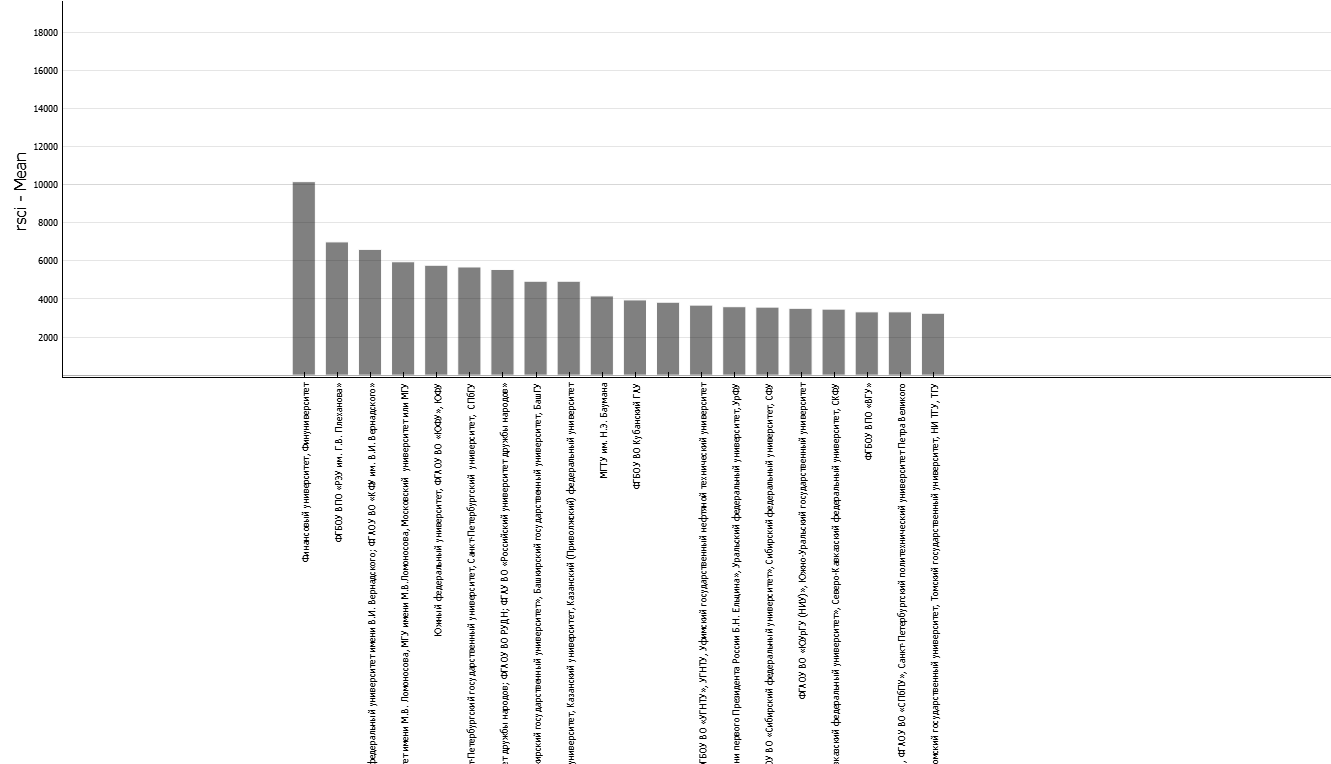 18000
16000
14000
12000
10000
8000
6000
4000
2000
rsci - Mean
Финансовый университет, Финуниверситет
ФГБОУ ВПО «РЭУ им. Г.В. Плеханова»
федеральный университет имени В.И. Вернадского; ФГАОУ ВО «КФУ им. В.И. Вернадского»
ет имени М.В. Ломоносова, МГУ имени М.В.Ломоносова, Московский университет или МГУ
Южный федеральный университет, ФГАОУ ВО «ЮФУ», ЮФУ
т-Петербургский государственный университет, Санкт-Петербургский университет, СПбГУ
ет дружбы народов; ФГАОУ ВО РУДН; ФГАУ ВО «Российский университет дружбы народов»
ирский государственный университет», Башкирский государственный университет, БашГУ
университет, Казанский университет, Казанский (Приволжский) федеральный университет
МГТУ им. Н.Э. Баумана
ФГБОУ ВО Кубанский ГАУ
ФГБОУ ВО «УГНТУ», УГНТУ, Уфимский государственный нефтяной технический университет
ни первого Президента России Б.Н. Ельцина», Уральский федеральный университет, УрФУ
ОУ ВО «Сибирский федеральный университет», Сибирский федеральный университет, СФУ
ФГАОУ ВО «ЮУрГУ (НИУ)», Южно-Уральский государственный университет
вказский федеральный университет», Северо-Кавказский федеральный университет, СКФУ
ФГБОУ ВПО «ВГУ»
, ФГАОУ ВО «СПбПУ», Санкт-Петербургский политехнический университет Петра Великого
омский государственный университет, Томский государственный университет, НИ ТГУ, ТГУ